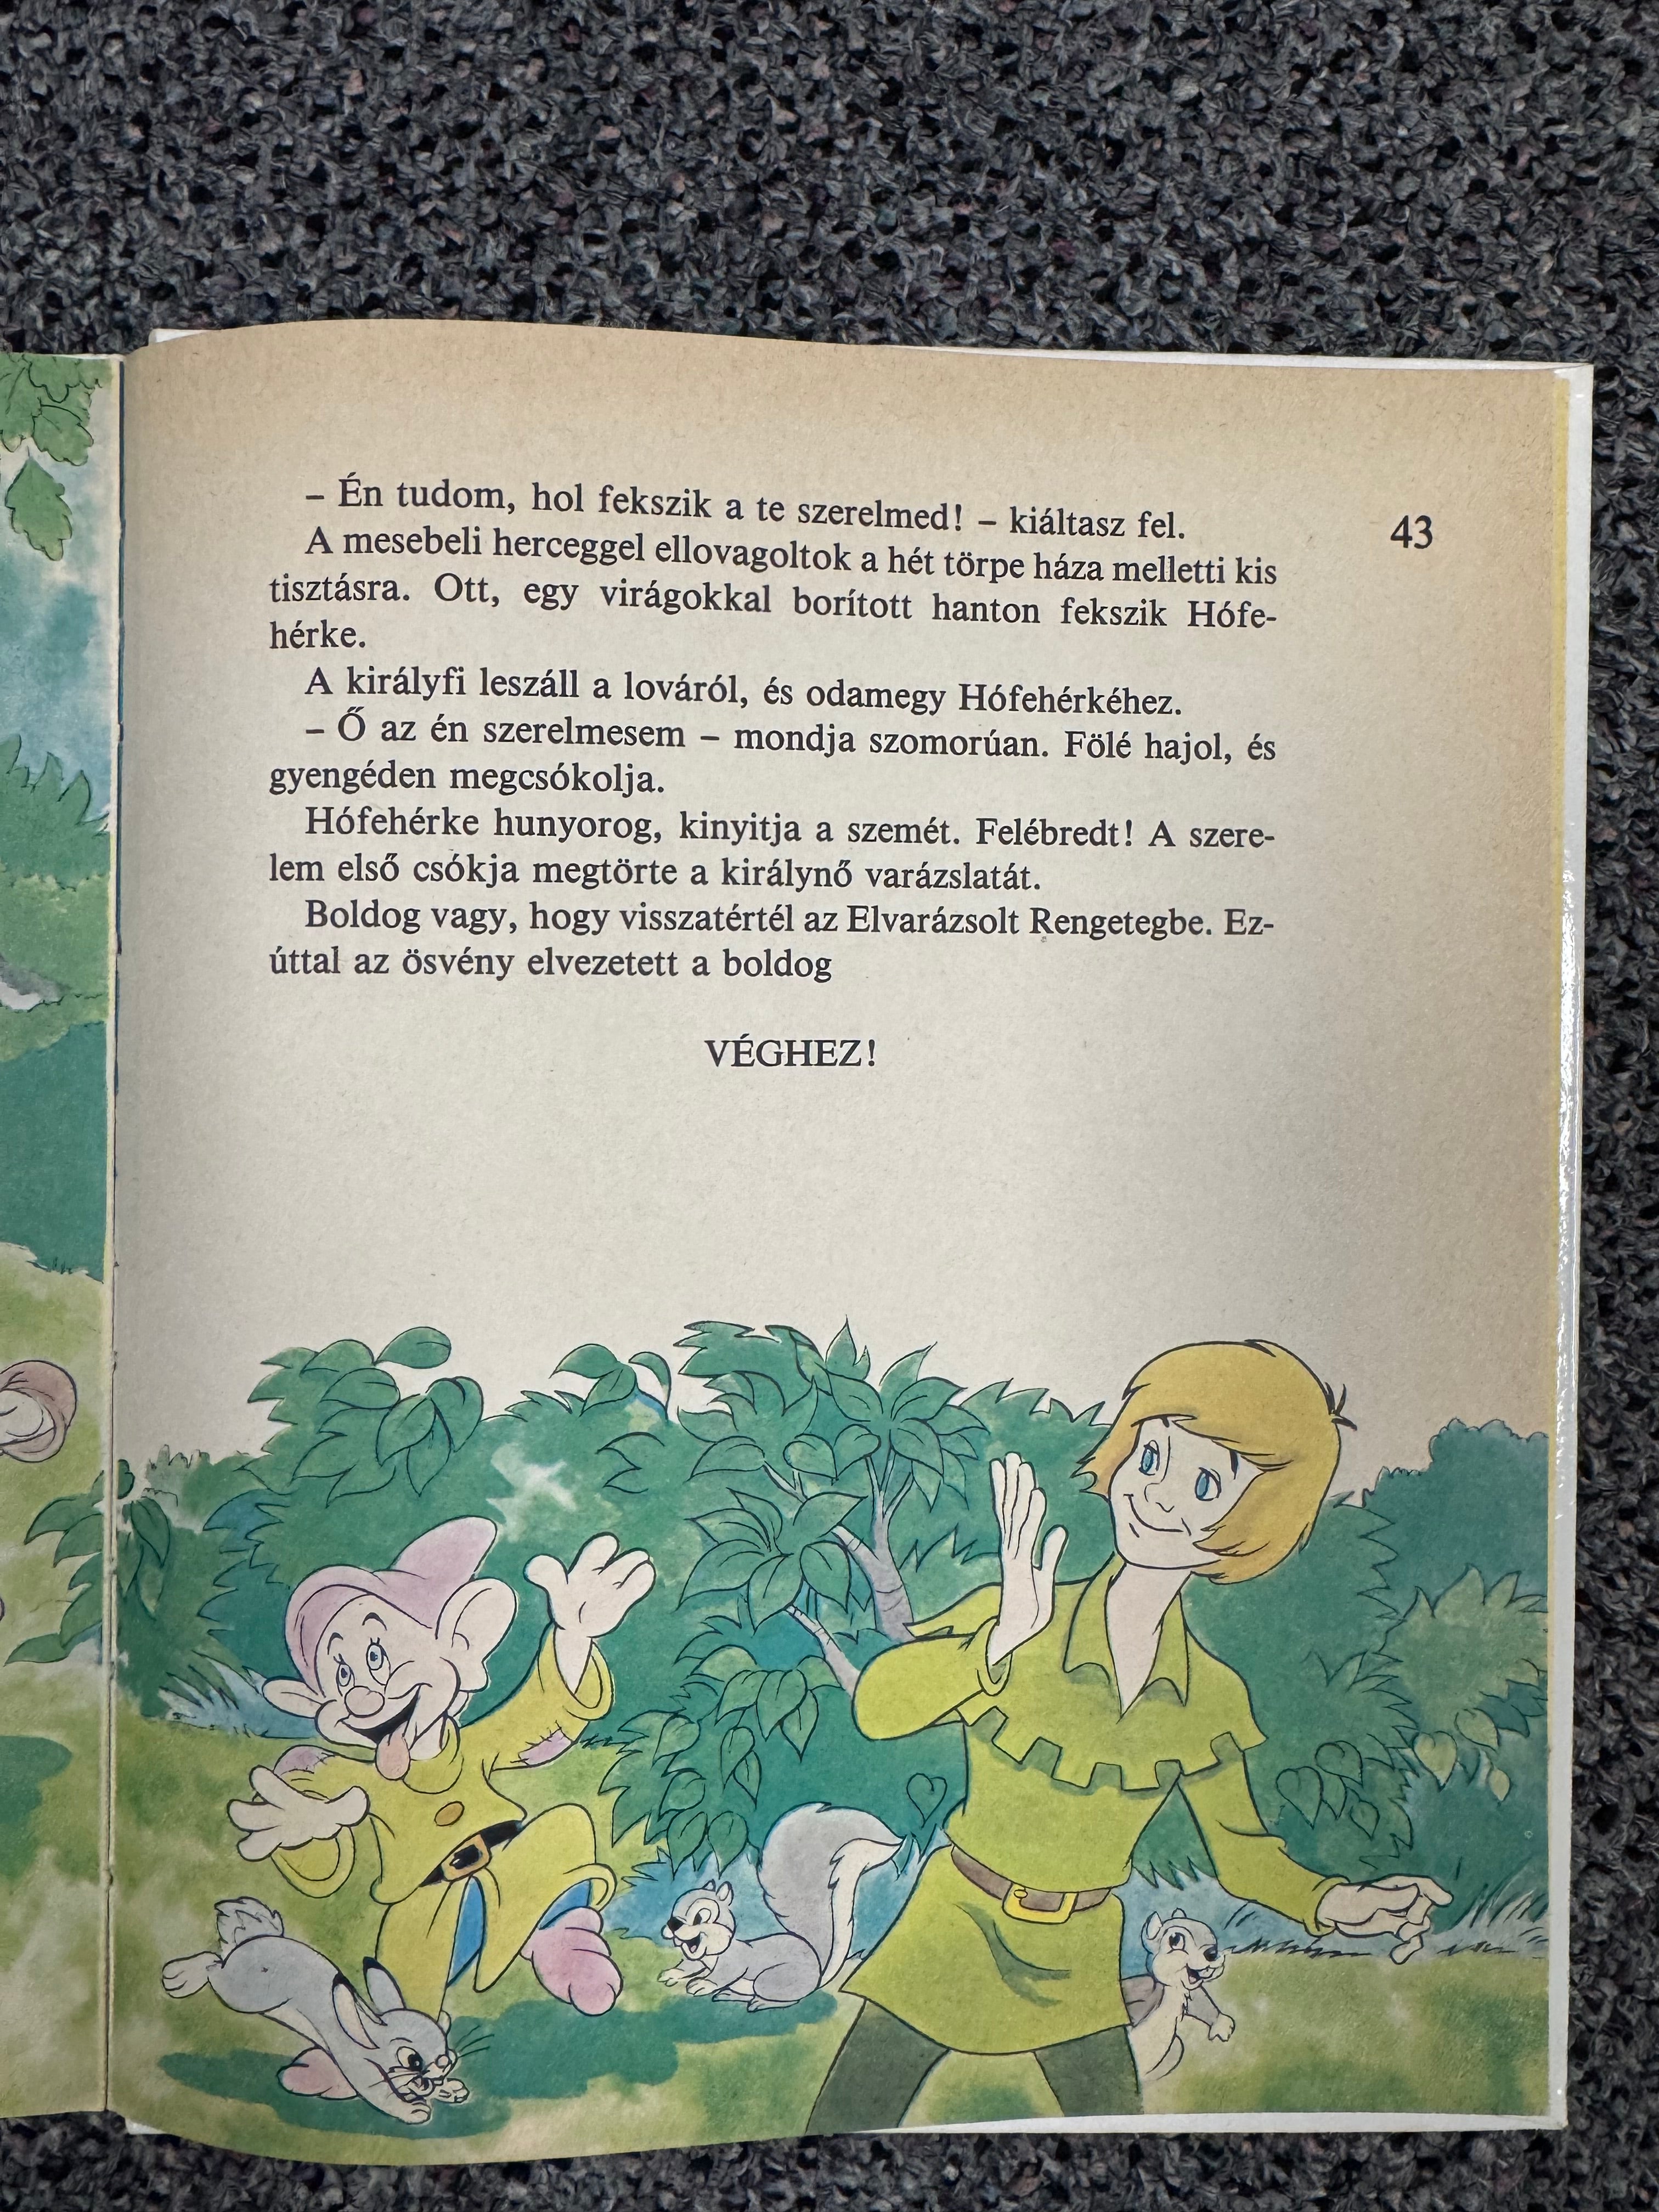 – Én tudom, hol fekszik a te szerelmed! – kiáltasz fel.
43
A mesebeli herceggel ellovagoltok a hét törpe háza melletti kis
tisztásra. Ott, egy virágokkal borított hanton fekszik Hófe-
hérke.
A királyfi leszáll a lováról, és odamegy Hófehérkéhez.
– Ő az én szerelmesem – mondja szomorúan. Fölé hajol, és
gyengéden megcsókolja.
Hófehérke hunyorog, kinyitja a szemét. Felébredt! A szere-
lem első csókja megtörte a királynő varázslatát.
Boldog vagy, hogy visszatértél az Elvarázsolt Rengetegbe. Ez-
úttal az ösvény elvezetett a boldog
VÉGHEZ!